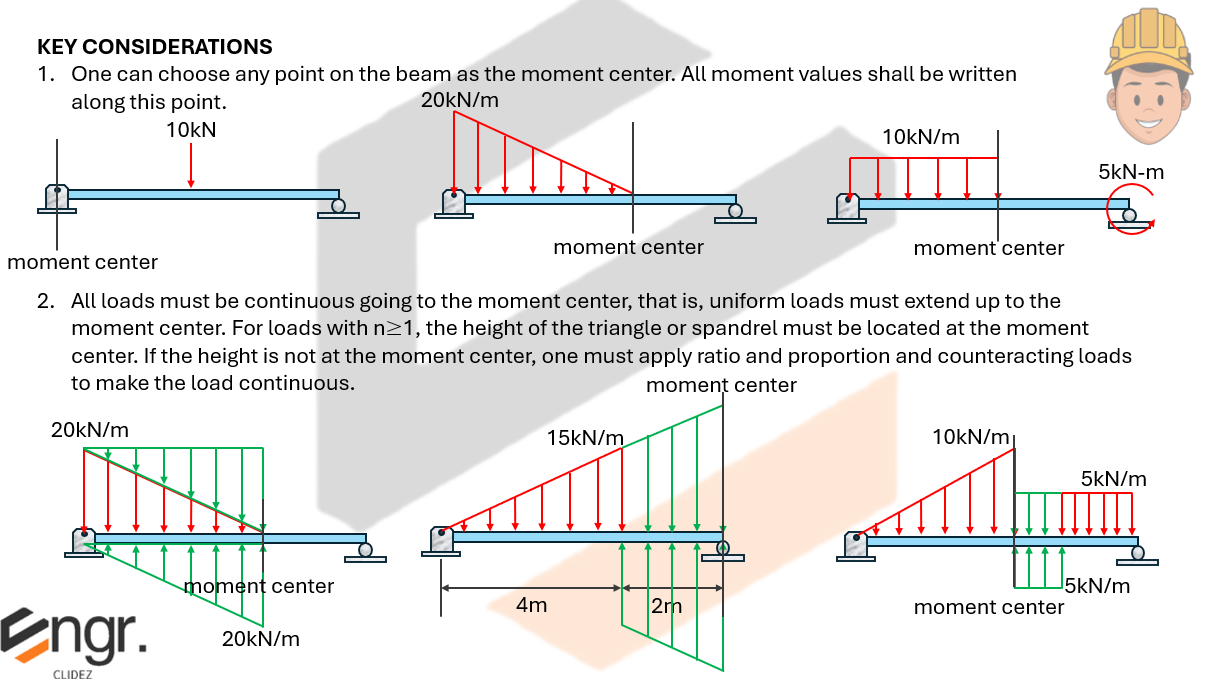 KEY CONSIDERATIONS
1. One can choose any point on the beam as the moment center. All moment values shall be written
along this point.
10kN
moment center
20kN/m
moment center
10kN/m
5kN-m
moment center
2. All loads must be continuous going to the moment center, that is, uniform loads must extend up to the
moment center. For loads with n≥1, the height of the triangle or spandrel must be located at the moment
center. If the height is not at the moment center, one must apply ratio and proportion and counteracting loads
to make the load continuous.
20kN/m
moment center
20kN/m
moment center
15kN/m
4m
2m
10kN/m
5kN/m
5kN/m
moment center
Engr.
CLIDEZ